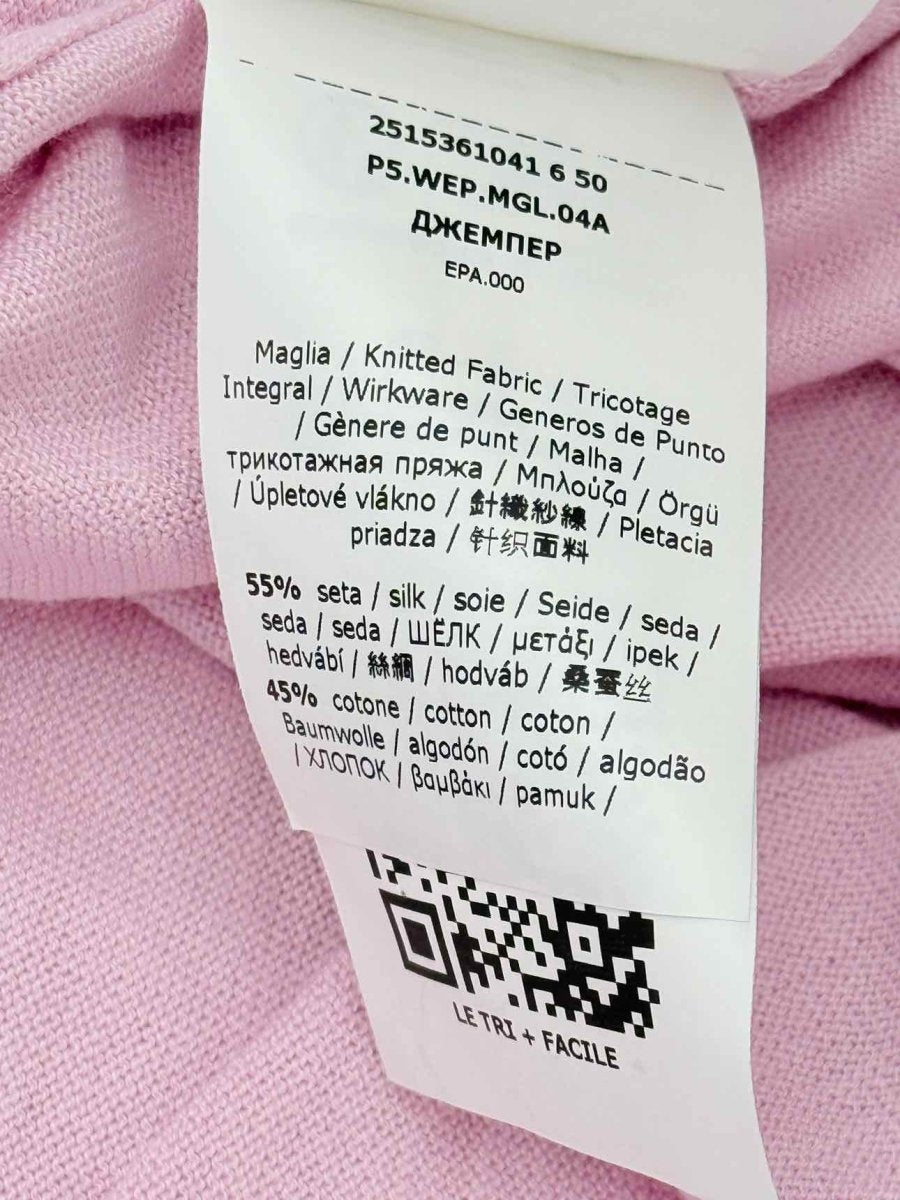 2515361041 6 50
P5.WEP.MGL.04A
ДЖЕМПЕР
EPA.000
Maglia / Knitted Fabric / Tricotage
Integral / Wirkware / Generos de Punto
/ Gènere de punt / Malha /
трикотажная пряжа / Μπλούζα / Örgü
/ Úpletové vlákno / 針織紗線 / Pletacia
priadza / 针织面料
55% seta / silk / soie / Seide / seda /
seda / seda / ШЁЛК / μετάξι / ipek /
hedvábí / 絲綢 / hodváb / 桑蚕丝
45% cotone / cotton / coton /
Baumwolle / algodón / cotó / algodão
/ ХЛОПОК / βαμβάκι / pamuk /
LE TRI + FACILE